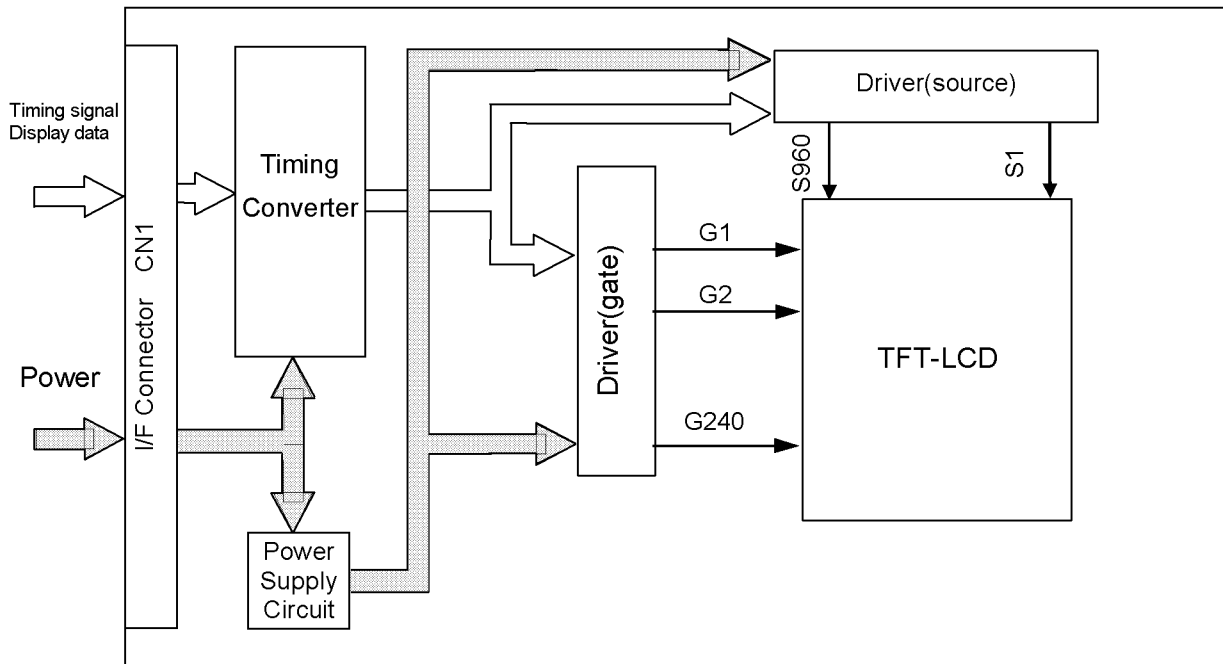 Timing signal
Display data
Power
I/F Connector CN1
Timing
Converter
Power
Supply
Circuit
Driver(source)
S960
S1
Driver(gate)
G1
G2
G240
TFT-LCD